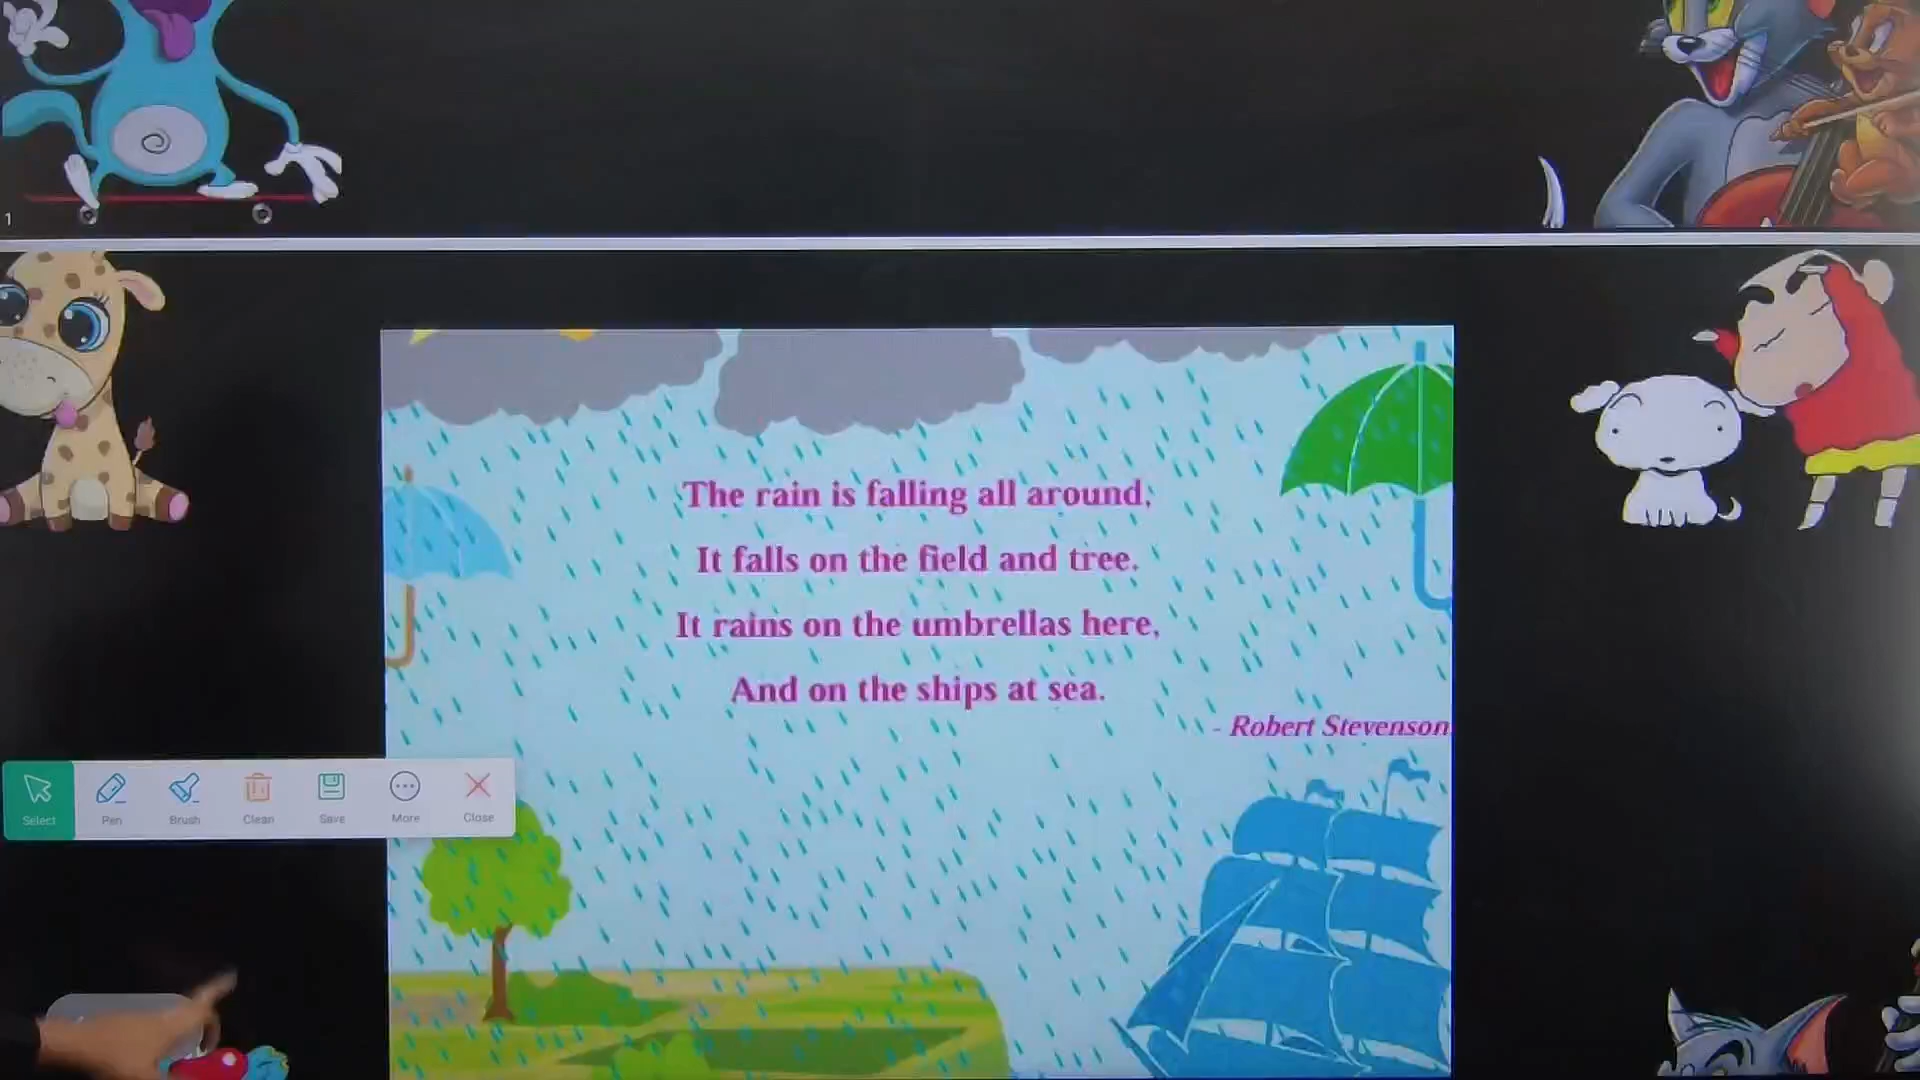 1
The rain is falling all around,
It falls on the field and tree.
It rains on the umbrellas here,
And on the ships at sea.
- Robert Stevenson
Select Pen Brush Clean Save More Close